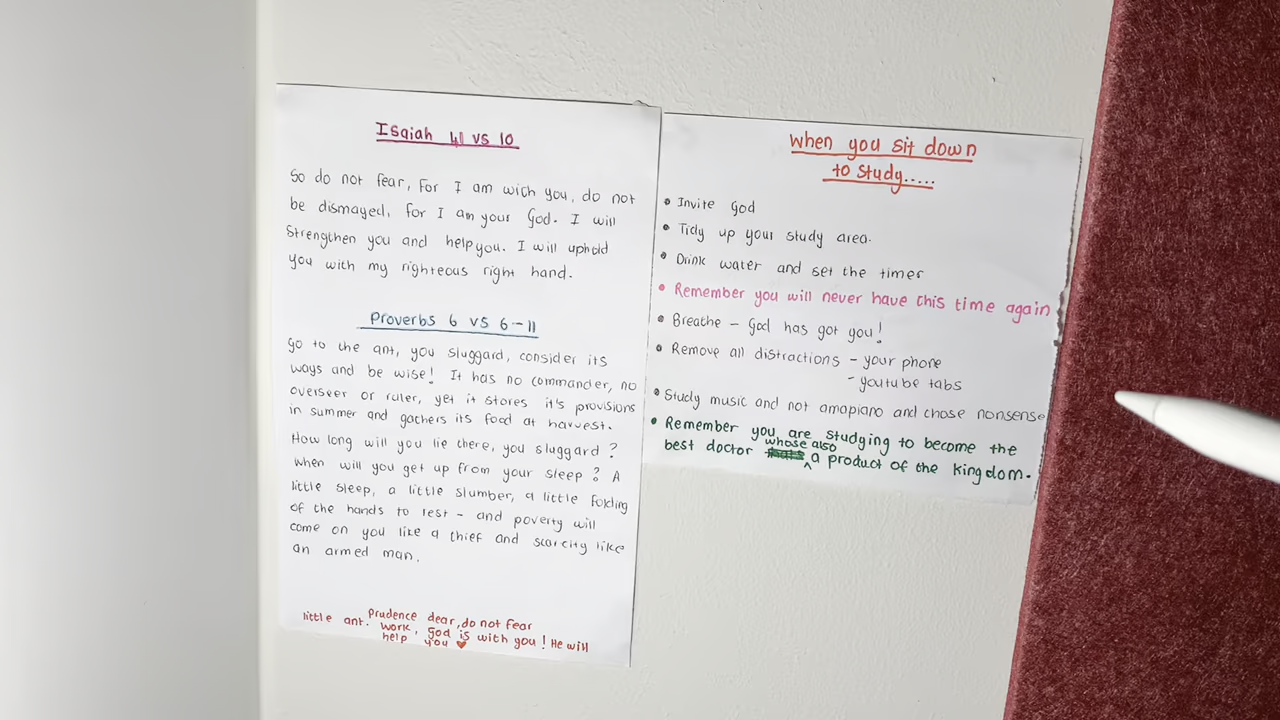 Isaiah 41 vs 10
So do not fear, for I am with you, do not
be dismayed, for I am your God. I will
strengthen you and help you. I will uphold
you with my righteous right hand.
Proverbs 6 vs 6-11
Go to the ant, you sluggard, consider its
ways and be wise! It has no commander, no
overseer or ruler, yet it stores it's provisions
in summer and gathers its food at harvest.
How long will you lie there, you sluggard?
When will you get up from your sleep? A
little sleep, a little slumber, a little folding
of the hands to rest - and poverty will
come on you like a thief and scarcity like
an armed man.
Prudence dear, do not fear
little ant. work, God is with you! He will
help you ♥
When you sit down
to study.....
• Invite God
• Tidy up your study area.
• Drink water and set the timer
• Remember you will never have this time again
• Breathe - God has got you!
• Remove all distractions - your phone
- youtube tabs
• Study music and not amapiano and those nonsense
• Remember you are studying to become the
whose also
best doctor a product of the kingdom.